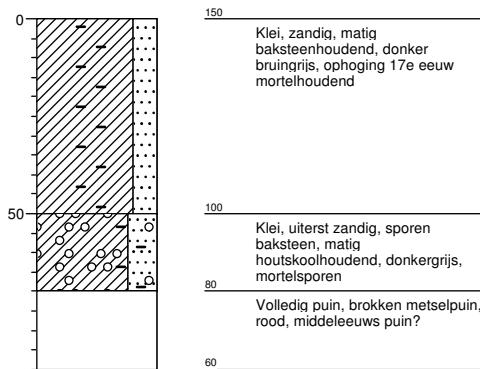 0
150
Klei, zandig, matig
baksteenhoudend, donker
bruingrijs, ophoging 17e eeuw
mortelhoudend
50
100
Klei, uiterst zandig, sporen
baksteen, matig
houtskoolhoudend, donkergrijs,
mortelsporen
80
Volledig puin, brokken metselpuin,
rood, middeleeuws puin?
60